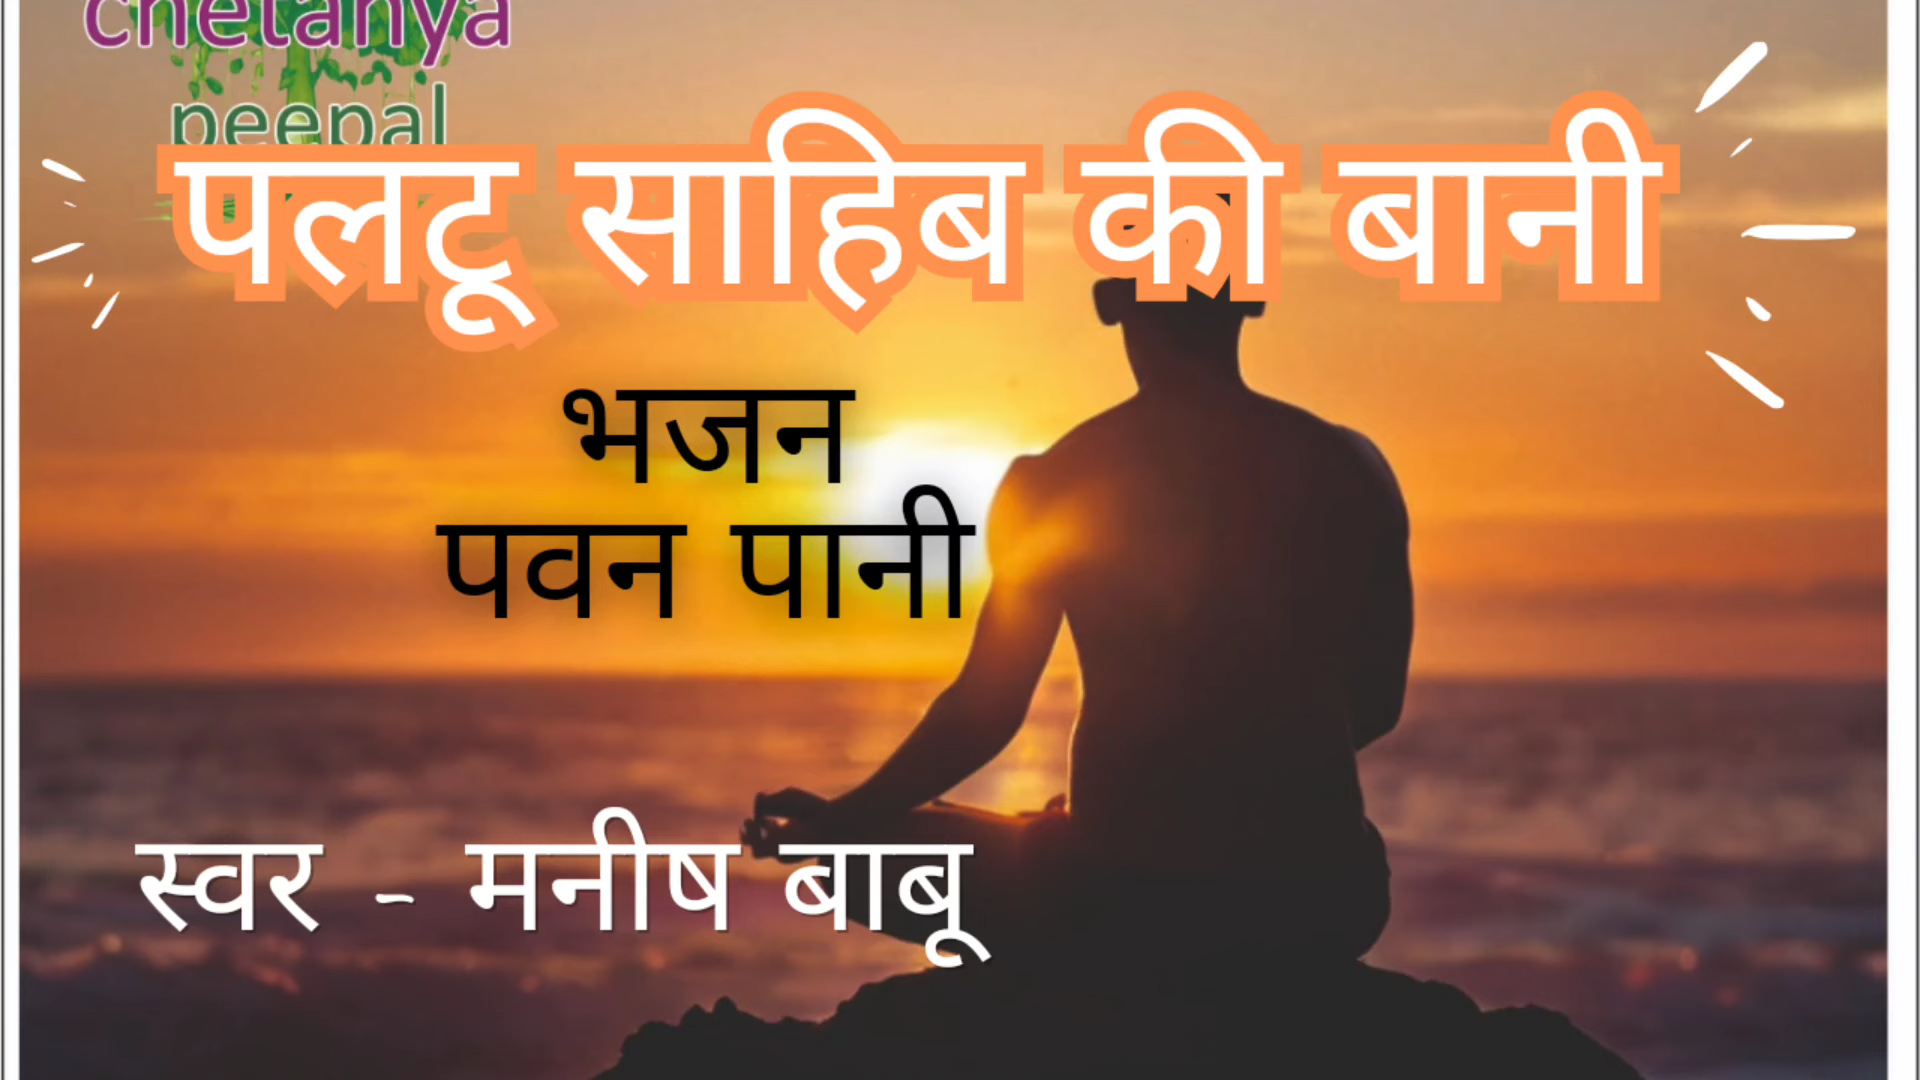 chetanya
peepal
पलटू साहिब की बानी
भजन
पवन पानी
स्वर - मनीष बाबू